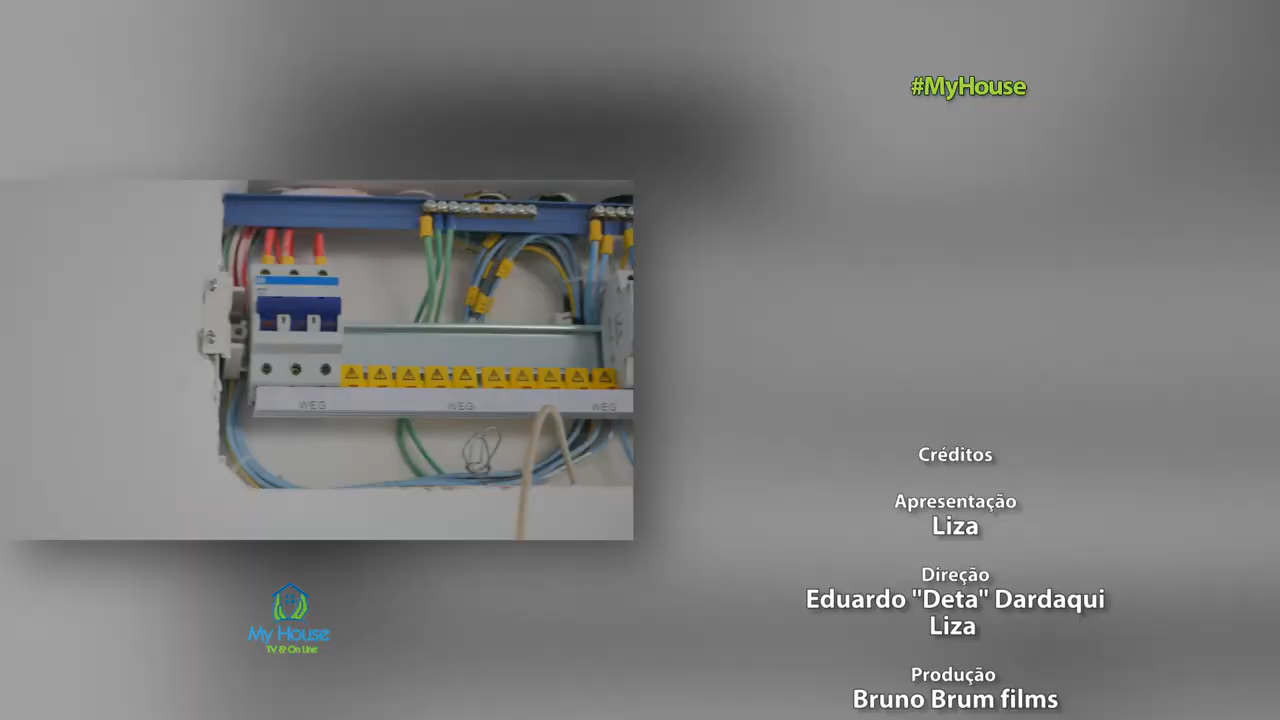 #MyHouse
WEG WEG WEG
Créditos
Apresentação
Liza
Direção
Eduardo "Deta" Dardaqui
Liza
Produção
Bruno Brum films
My House
TV & On Line